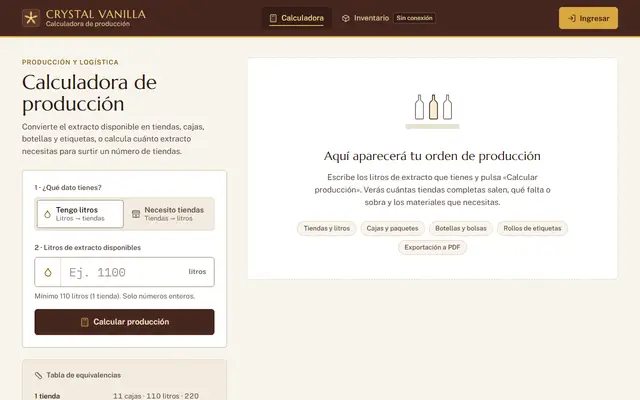 CRYSTAL VANILLA
Calculadora de producción
Calculadora
Inventario
Sin conexión
Ingresar
PRODUCCIÓN Y LOGÍSTICA
Calculadora de
producción
Convierte el extracto disponible en tiendas, cajas,
botellas y etiquetas, o calcula cuánto extracto
necesitas para surtir un número de tiendas.
1 · ¿Qué dato tienes?
Tengo litros
Litros → tiendas
Necesito tiendas
Tiendas → litros
2 · Litros de extracto disponibles
Ej. 1100
litros
Mínimo 110 litros (1 tienda). Solo números enteros.
Calcular producción
Tabla de equivalencias
1 tienda
11 cajas · 110 litros · 220
Aquí aparecerá tu orden de producción
Escribe los litros de extracto que tienes y pulsa «Calcular
producción». Verás cuántas tiendas completas salen, qué falta o
sobra y los materiales que necesitas.
Tiendas y litros
Cajas y paquetes
Botellas y bolsas
Rollos de etiquetas
Exportación a PDF